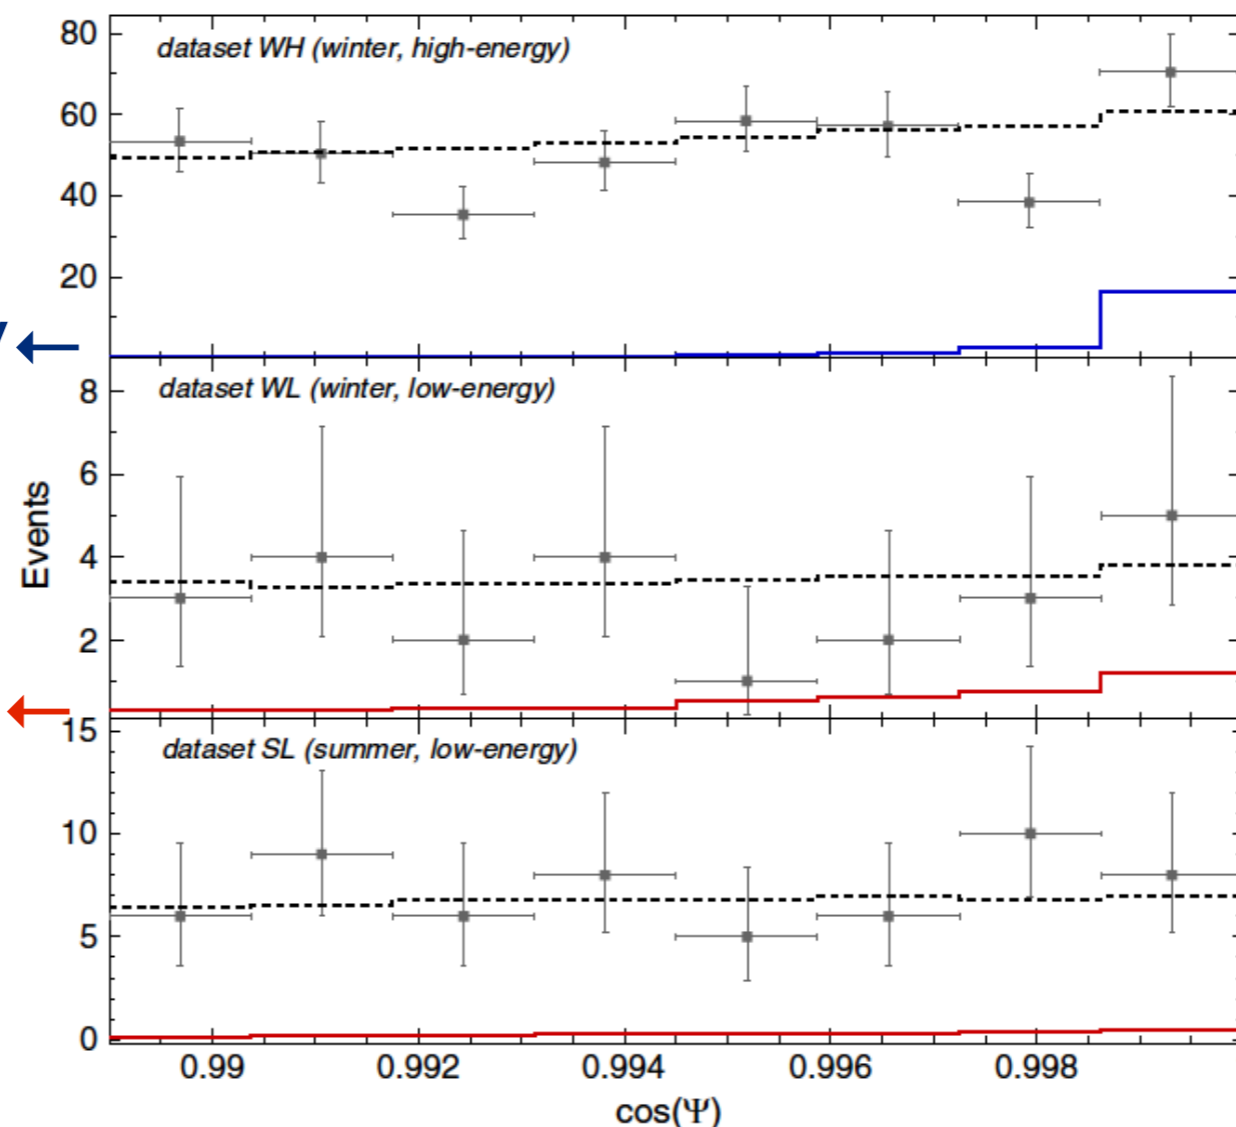 80
dataset WH (winter, high-energy)
60
40
20
dataset WL (winter, low-energy)
8
6
4
2
Events
15
dataset SL (summer, low-energy)
10
5
0
0.99 0.992 0.994 0.996 0.998
cos(Ψ)